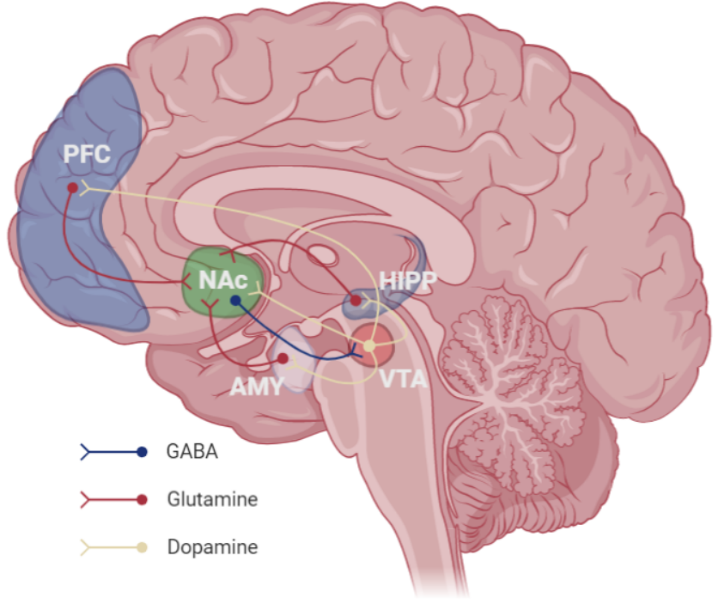 PFC
NAc
HIPP
AMY
VTA
GABA
Glutamine
Dopamine